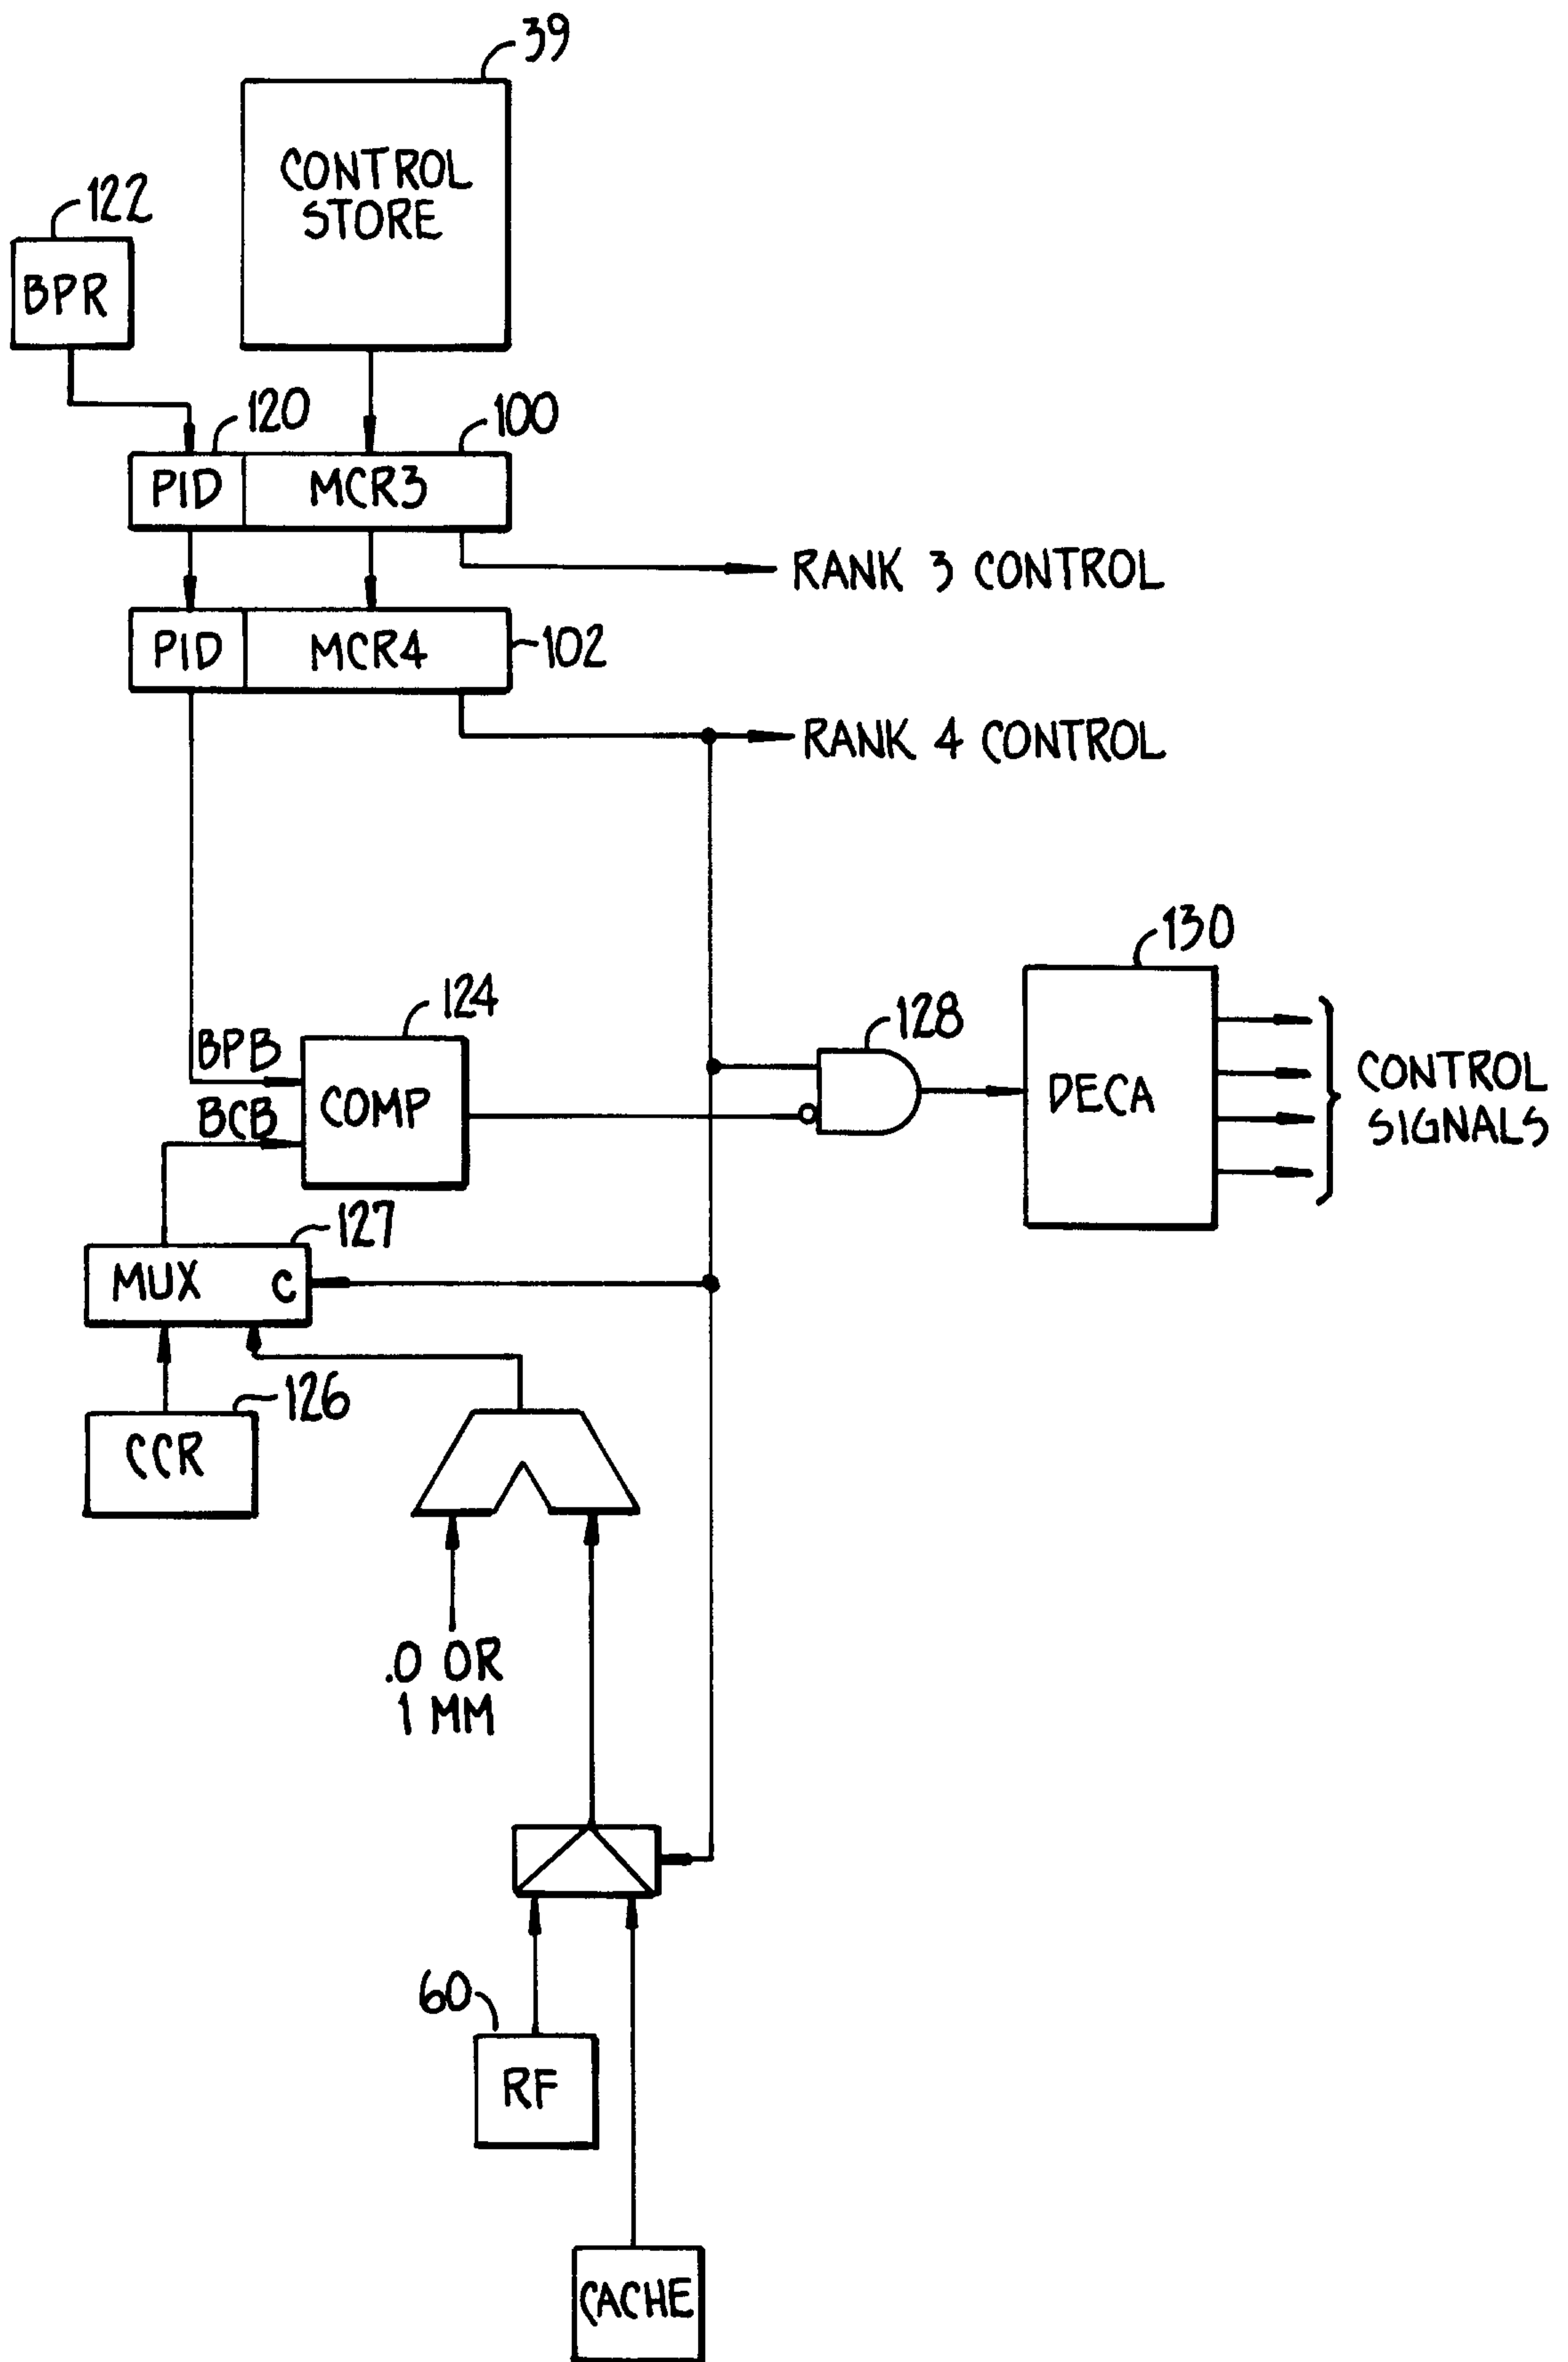 39
CONTROL
STORE
122
BPR
120
100
PID
MCR3
RANK 3 CONTROL
PID
MCR4
102
RANK 4 CONTROL
130
124
128
BPB
BCB
COMP
DECA
CONTROL
SIGNALS
127
MUX
C
126
CCR
.0 OR
1 MM
60
RF
CACHE